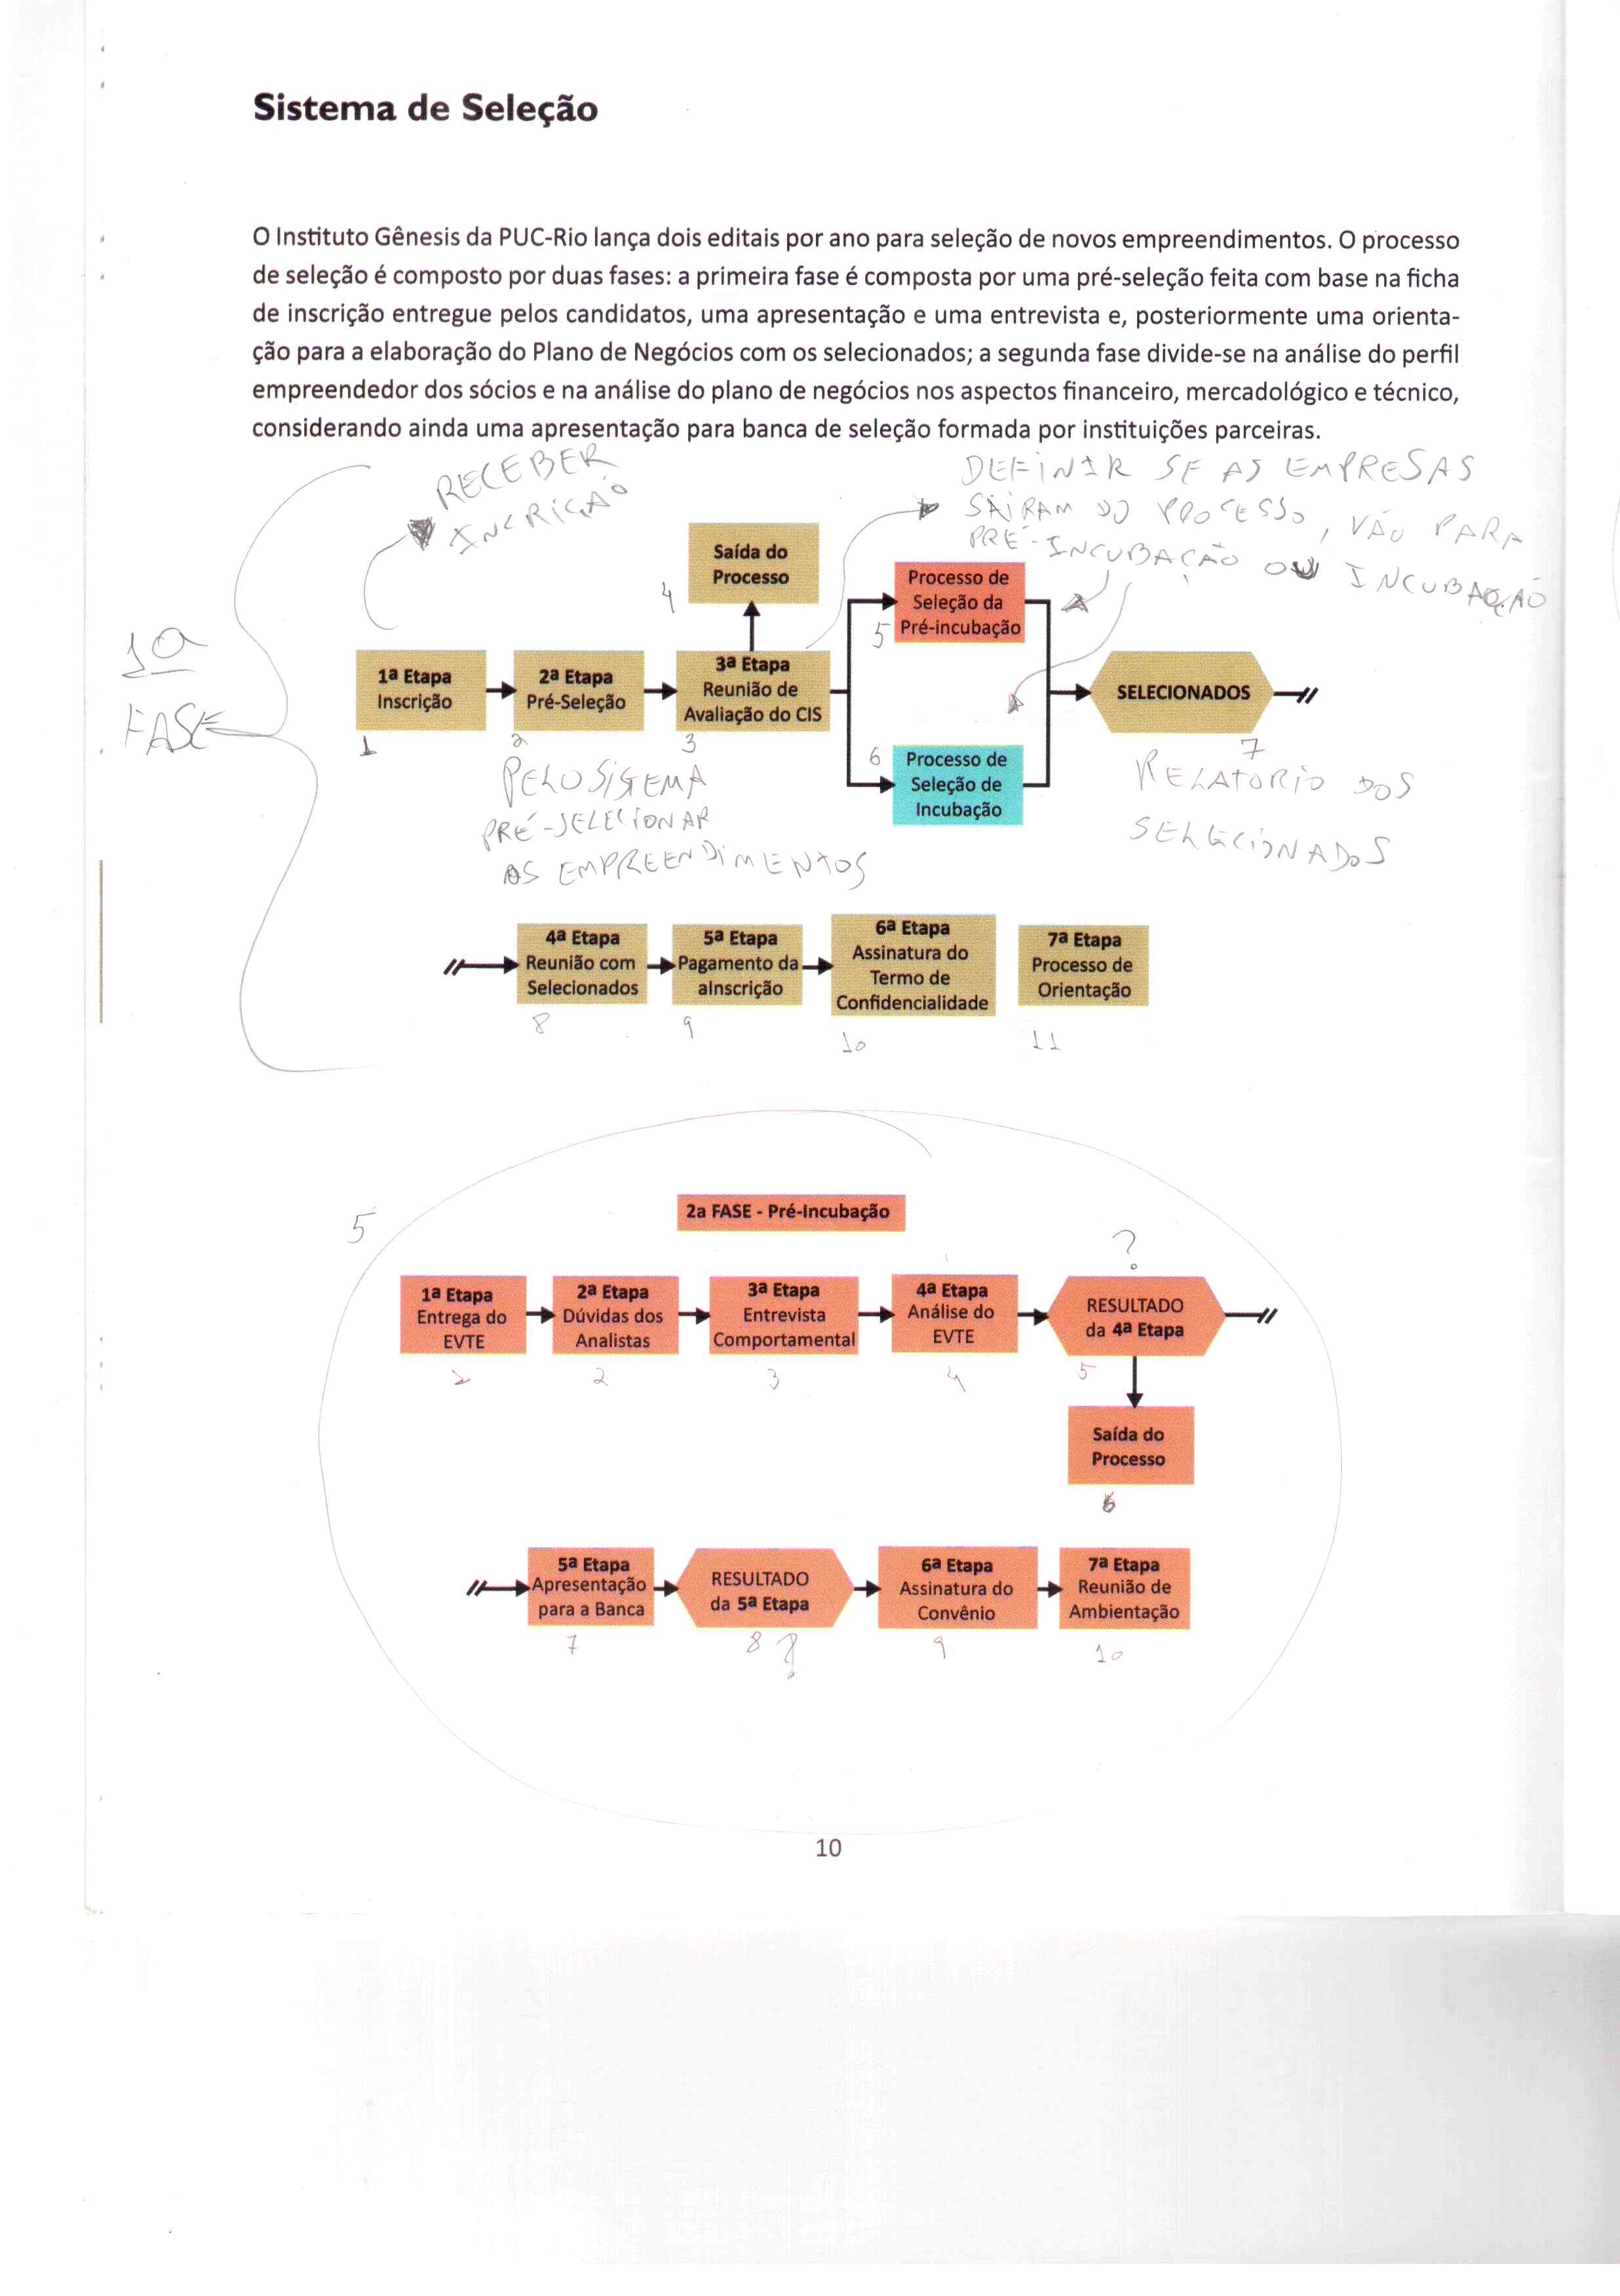 Sistema de Seleção
O Instituto Gênesis da PUC-Rio lança dois editais por ano para seleção de novos empreendimentos. O processo
de seleção é composto por duas fases: a primeira fase é composta por uma pré-seleção feita com base na ficha
de inscrição entregue pelos candidatos, uma apresentação e uma entrevista e, posteriormente uma orienta-
ção para a elaboração do Plano de Negócios com os selecionados; a segunda fase divide-se na análise do perfil
empreendedor dos sócios e na análise do plano de negócios nos aspectos financeiro, mercadológico e técnico,
considerando ainda uma apresentação para banca de seleção formada por instituições parceiras.
RECEBER
INCRIÇÃO
DEFINIR SE AS EMPRESAS
SAIRAM DO PROCESSO, VÃO PARA
PRÉ-INCUBAÇÃO OU INCUBAÇÃO
1a
FASE
Saída do
Processo
4
Processo de
Seleção da
Pré-incubação
5
1ª Etapa
Inscrição
1
2ª Etapa
Pré-Seleção
2
3ª Etapa
Reunião de
Avaliação do CIS
3
SELECIONADOS
7
6
Processo de
Seleção de
Incubação
PELO SISTEMA
PRÉ-SELECIONAR
OS EMPREENDIMENTOS
RELATORIO DOS
SELECIONADOS
4ª Etapa
Reunião com
Selecionados
8
5ª Etapa
Pagamento da
aInscrição
9
6ª Etapa
Assinatura do
Termo de
Confidencialidade
10
7ª Etapa
Processo de
Orientação
11
5
2a FASE - Pré-Incubação
?
1ª Etapa
Entrega do
EVTE
1
2ª Etapa
Dúvidas dos
Analistas
2
3ª Etapa
Entrevista
Comportamental
3
4ª Etapa
Análise do
EVTE
4
RESULTADO
da 4ª Etapa
5
Saída do
Processo
6
5ª Etapa
Apresentação
para a Banca
7
RESULTADO
da 5ª Etapa
8 ?
6ª Etapa
Assinatura do
Convênio
9
7ª Etapa
Reunião de
Ambientação
10
10